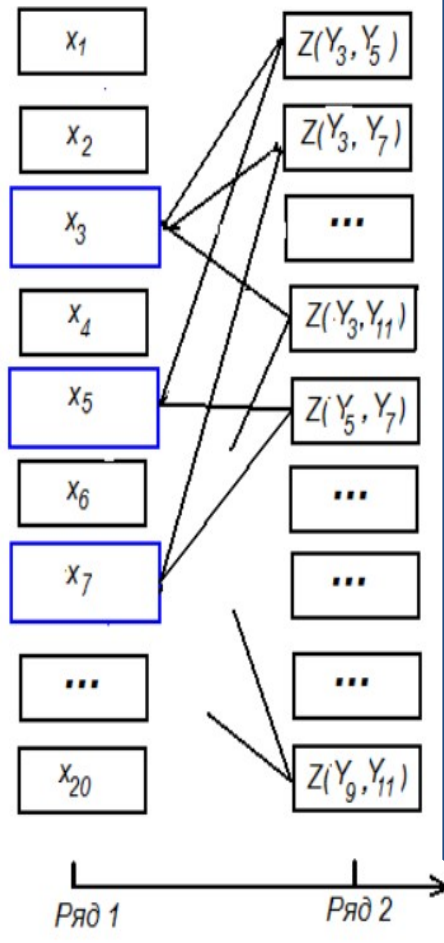 x₁
x₂
x₃
x₄
x₅
x₆
x₇
...
x₂₀
Z(Y₃,Y₅)
Z(Y₃,Y₇)
...
Z(Y₃,Y₁₁)
Z(Y₅,Y₇)
...
...
...
Z(Y₉,Y₁₁)
Ряд 1
Ряд 2